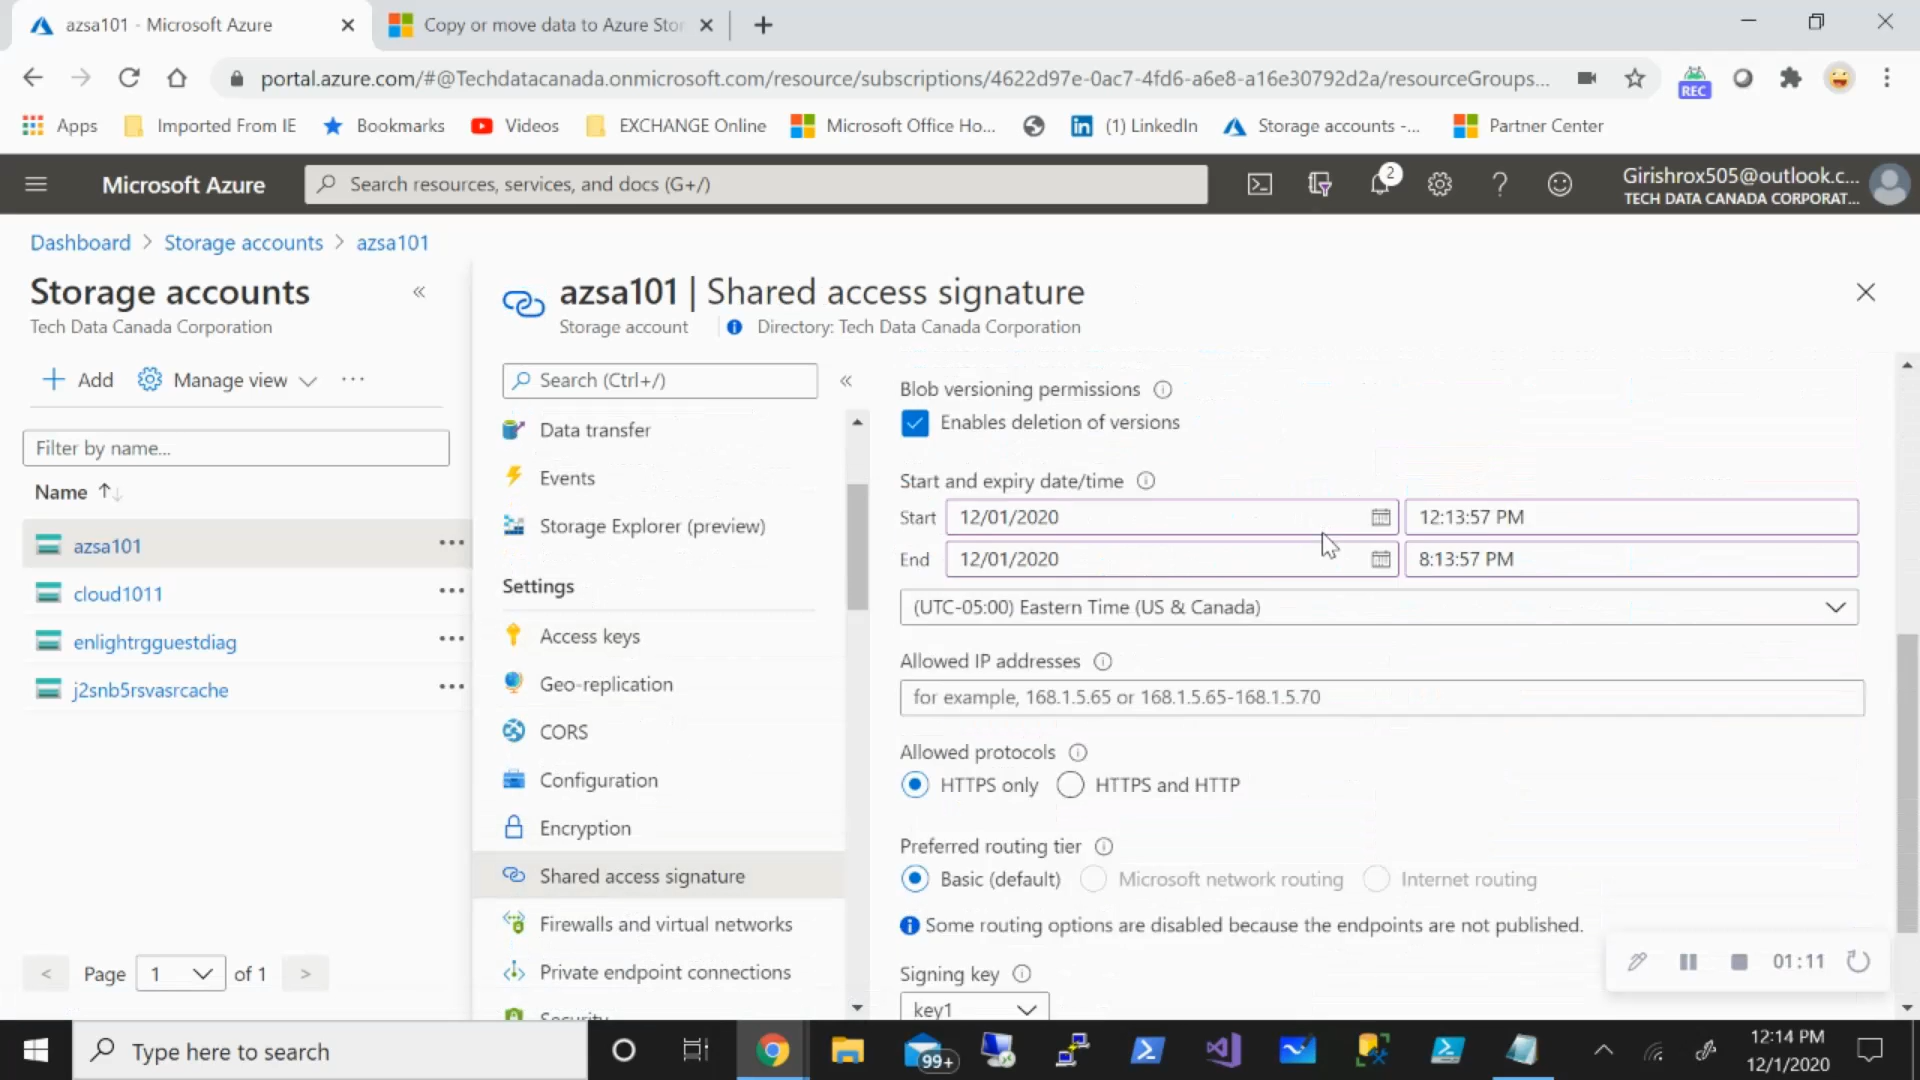 azsa101 - Microsoft Azure
Copy or move data to Azure Stor
portal.azure.com/#@Techdatacanada.onmicrosoft.com/resource/subscriptions/4622d97e-0ac7-4fd6-a6e8-a16e30792d2a/resourceGroups...
REC
Apps
Imported From IE
Bookmarks
Videos
EXCHANGE Online
Microsoft Office Ho...
(1) LinkedIn
Storage accounts -...
Partner Center
Microsoft Azure
Search resources, services, and docs (G+/)
2
Girishrox505@outlook.c...
TECH DATA CANADA CORPORAT...
Dashboard > Storage accounts > azsa101
Storage accounts
Tech Data Canada Corporation
Add
Manage view
Filter by name...
Name
azsa101
cloud1011
enlightrgguestdiag
j2snb5rsvasrcache
< Page 1 of 1 >
azsa101 | Shared access signature
Storage account
Directory: Tech Data Canada Corporation
Search (Ctrl+/)
Data transfer
Events
Storage Explorer (preview)
Settings
Access keys
Geo-replication
CORS
Configuration
Encryption
Shared access signature
Firewalls and virtual networks
Private endpoint connections
Security
Blob versioning permissions
Enables deletion of versions
Start and expiry date/time
Start 12/01/2020 12:13:57 PM
End 12/01/2020 8:13:57 PM
(UTC-05:00) Eastern Time (US & Canada)
Allowed IP addresses
for example, 168.1.5.65 or 168.1.5.65-168.1.5.70
Allowed protocols
HTTPS only HTTPS and HTTP
Preferred routing tier
Basic (default) Microsoft network routing Internet routing
Some routing options are disabled because the endpoints are not published.
Signing key
key1
01:11
Type here to search
99+
12:14 PM
12/1/2020